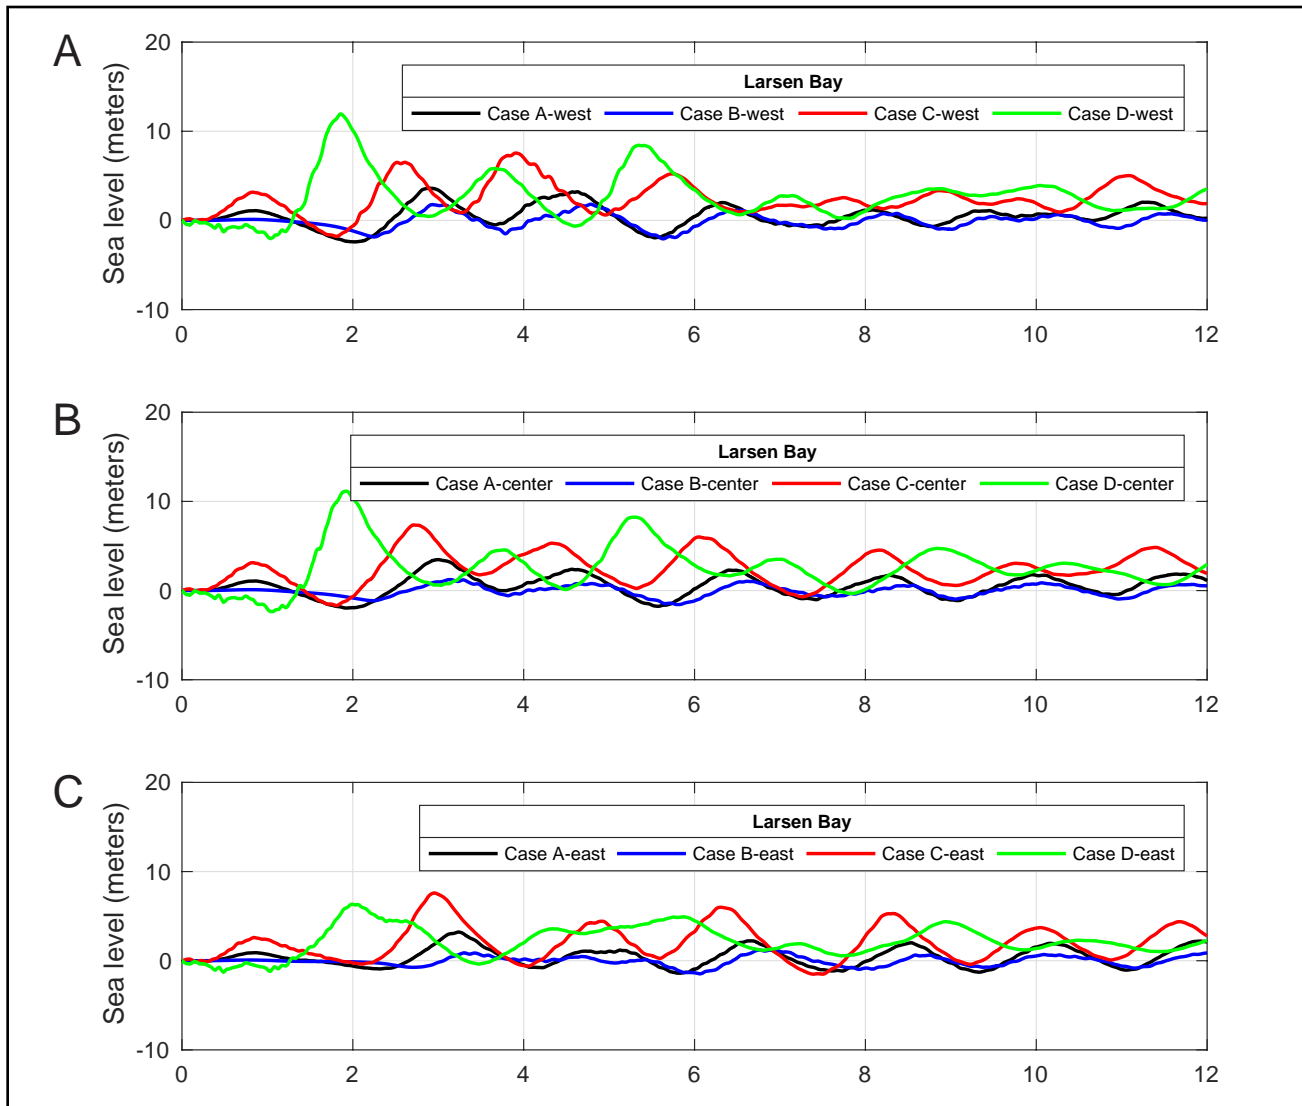 A
Sea level (meters)
20
10
0
-10
Larsen Bay
Case A-west Case B-west Case C-west Case D-west
0 2 4 6 8 10 12
B
Sea level (meters)
20
10
0
-10
Larsen Bay
Case A-center Case B-center Case C-center Case D-center
0 2 4 6 8 10 12
C
Sea level (meters)
20
10
0
-10
Larsen Bay
Case A-east Case B-east Case C-east Case D-east
0 2 4 6 8 10 12